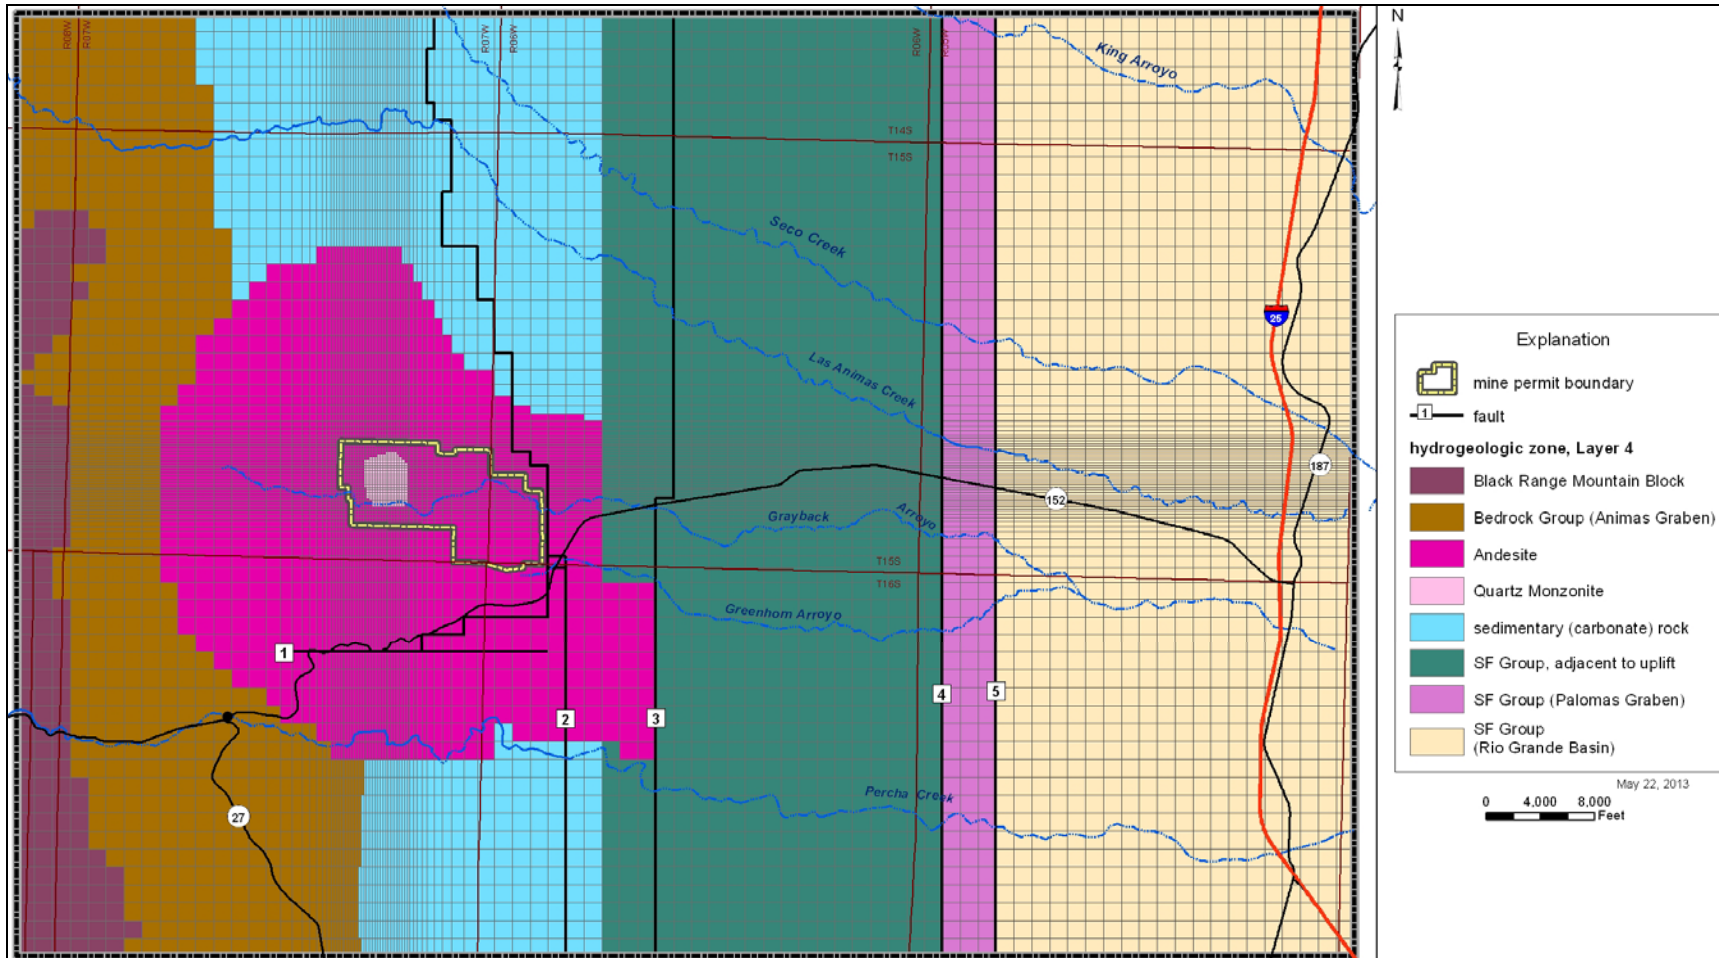 N
R08W
R07W
R07W
R06W
R06W
R05W
King Arroyo
T14S
T15S
Seco Creek
25
Las Animas Creek
187
152
Grayback
Arroyo
T15S
T16S
Greenhorn Arroyo
1
4
5
2
3
Percha Creek
27
Explanation
mine permit boundary
1
fault
hydrogeologic zone, Layer 4
Black Range Mountain Block
Bedrock Group (Animas Graben)
Andesite
Quartz Monzonite
sedimentary (carbonate) rock
SF Group, adjacent to uplift
SF Group (Palomas Graben)
SF Group
(Rio Grande Basin)
May 22, 2013
0 4,000 8,000
Feet